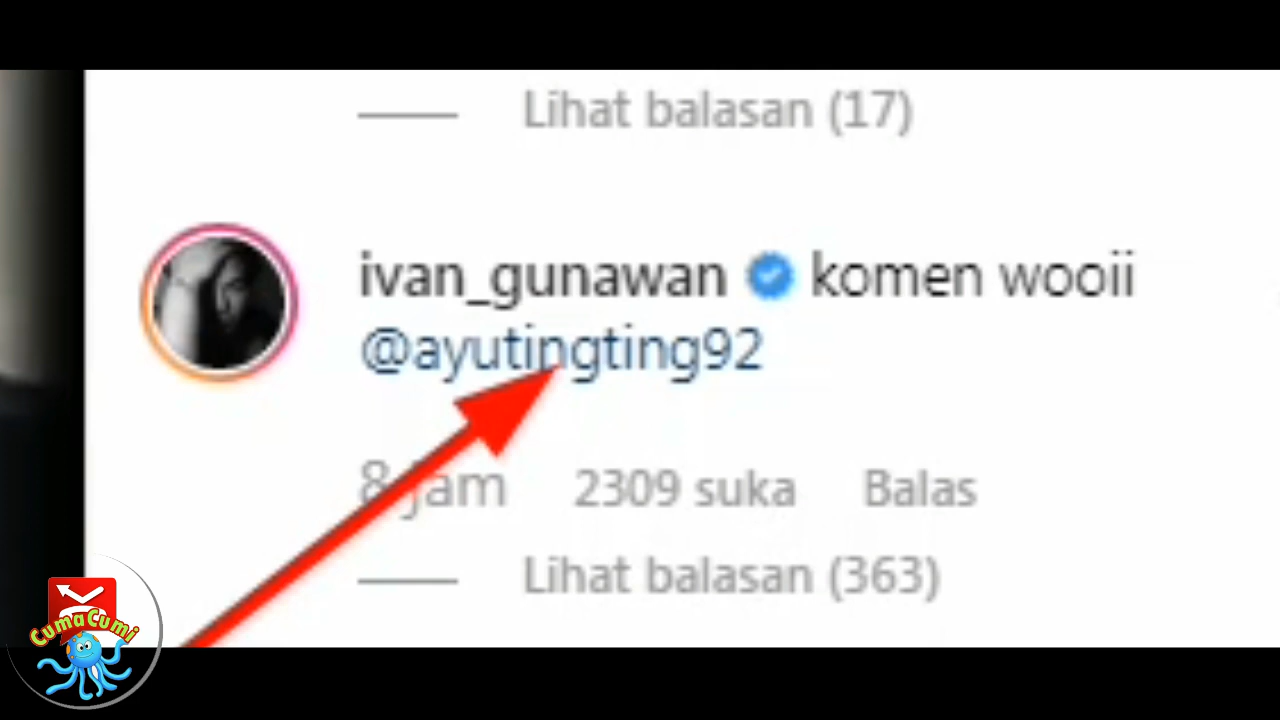 Lihat balasan (17)
ivan_gunawan komen wooii
@ayutingting92
8 jam 2309 suka Balas
Lihat balasan (363)
CumaCumi